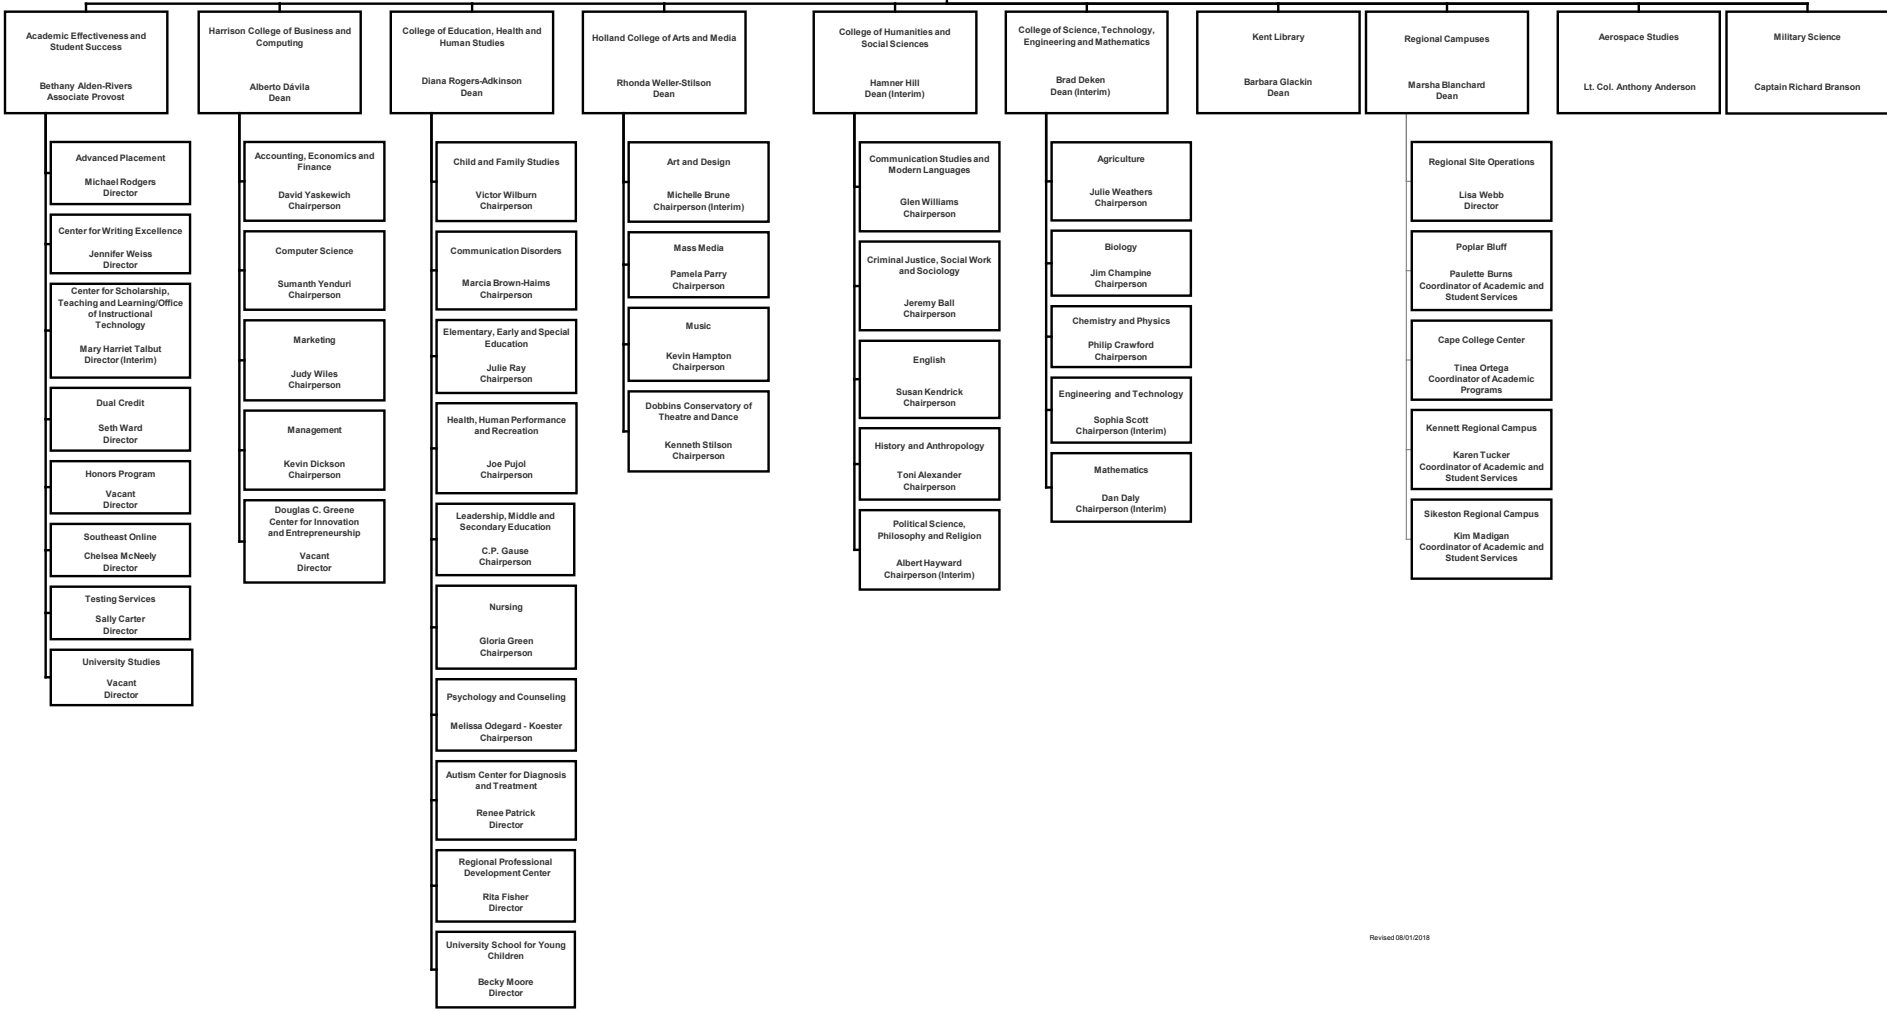 Academic Effectiveness and
Student Success
Bethany Alden-Rivers
Associate Provost
Harrison College of Business and
Computing
Alberto Dávila
Dean
College of Education, Health and
Human Studies
Diana Rogers-Adkinson
Dean
Holland College of Arts and Media
Rhonda Weller-Stilson
Dean
College of Humanities and
Social Sciences
Hamner Hill
Dean (Interim)
College of Science, Technology,
Engineering and Mathematics
Brad Deken
Dean (Interim)
Kent Library
Barbara Glackin
Dean
Regional Campuses
Marsha Blanchard
Dean
Aerospace Studies
Lt. Col. Anthony Anderson
Military Science
Captain Richard Branson
Advanced Placement
Michael Rodgers
Director
Center for Writing Excellence
Jennifer Weiss
Director
Center for Scholarship,
Teaching and Learning/Office
of Instructional
Technology
Mary Harriet Talbut
Director (Interim)
Dual Credit
Seth Ward
Director
Honors Program
Vacant
Director
Southeast Online
Chelsea McNeely
Director
Testing Services
Sally Carter
Director
University Studies
Vacant
Director
Accounting, Economics and
Finance
David Yaskewich
Chairperson
Computer Science
Sumanth Yenduri
Chairperson
Marketing
Judy Wiles
Chairperson
Management
Kevin Dickson
Chairperson
Douglas C. Greene
Center for Innovation
and Entrepreneurship
Vacant
Director
Child and Family Studies
Victor Wilburn
Chairperson
Communication Disorders
Marcia Brown-Haims
Chairperson
Elementary, Early and Special
Education
Julie Ray
Chairperson
Health, Human Performance
and Recreation
Joe Pujol
Chairperson
Leadership, Middle and
Secondary Education
C.P. Gause
Chairperson
Nursing
Gloria Green
Chairperson
Psychology and Counseling
Melissa Odegard - Koester
Chairperson
Autism Center for Diagnosis
and Treatment
Renee Patrick
Director
Regional Professional
Development Center
Rita Fisher
Director
University School for Young
Children
Becky Moore
Director
Art and Design
Michelle Brune
Chairperson (Interim)
Mass Media
Pamela Parry
Chairperson
Music
Kevin Hampton
Chairperson
Dobbins Conservatory of
Theatre and Dance
Kenneth Stilson
Chairperson
Communication Studies and
Modern Languages
Glen Williams
Chairperson
Criminal Justice, Social Work
and Sociology
Jeremy Ball
Chairperson
English
Susan Kendrick
Chairperson
History and Anthropology
Toni Alexander
Chairperson
Political Science,
Philosophy and Religion
Albert Hayward
Chairperson (Interim)
Agriculture
Julie Weathers
Chairperson
Biology
Jim Champine
Chairperson
Chemistry and Physics
Philip Crawford
Chairperson
Engineering and Technology
Sophia Scott
Chairperson (Interim)
Mathematics
Dan Daly
Chairperson (Interim)
Regional Site Operations
Lisa Webb
Director
Poplar Bluff
Paulette Burns
Coordinator of Academic and
Student Services
Cape College Center
Tinea Ortega
Coordinator of Academic
Programs
Kennett Regional Campus
Karen Tucker
Coordinator of Academic and
Student Services
Sikeston Regional Campus
Kim Madigan
Coordinator of Academic and
Student Services
Revised 08/01/2018